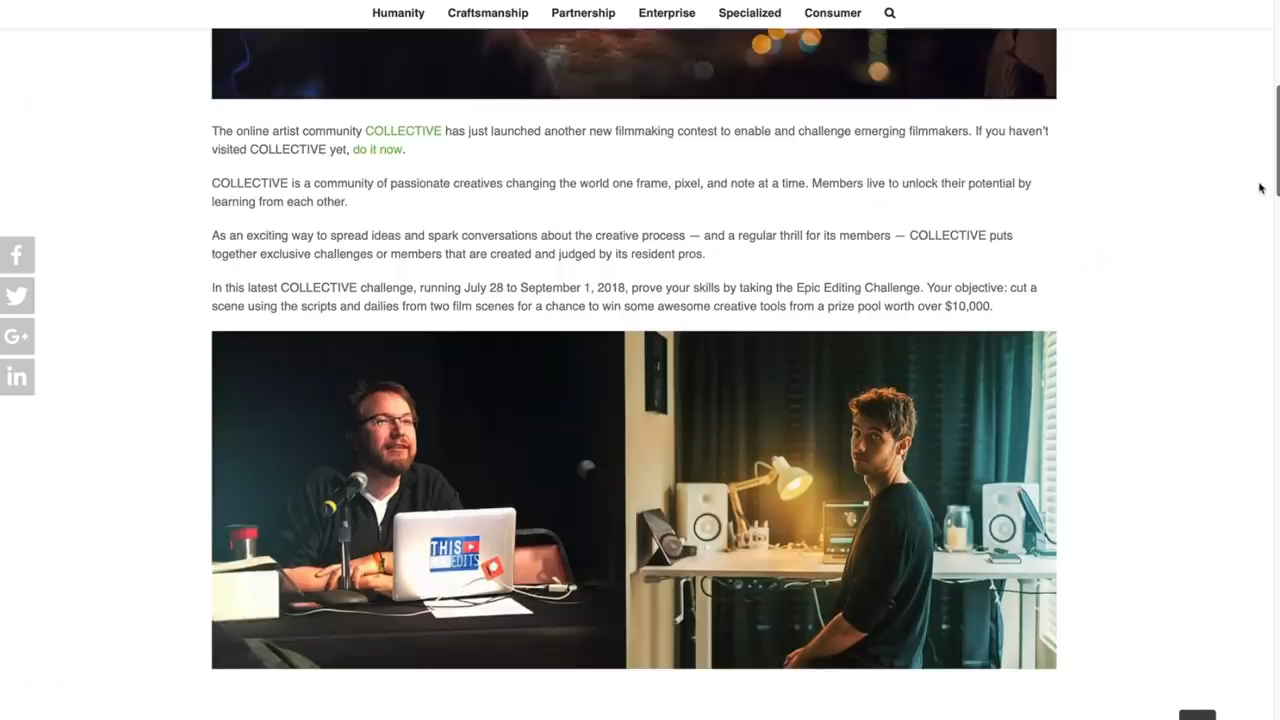 Humanity Craftsmanship Partnership Enterprise Specialized Consumer
The online artist community COLLECTIVE has just launched another new filmmaking contest to enable and challenge emerging filmmakers. If you haven't
visited COLLECTIVE yet, do it now.
COLLECTIVE is a community of passionate creatives changing the world one frame, pixel, and note at a time. Members live to unlock their potential by
learning from each other.
As an exciting way to spread ideas and spark conversations about the creative process — and a regular thrill for its members — COLLECTIVE puts
together exclusive challenges or members that are created and judged by its resident pros.
In this latest COLLECTIVE challenge, running July 28 to September 1, 2018, prove your skills by taking the Epic Editing Challenge. Your objective: cut a
scene using the scripts and dailies from two film scenes for a chance to win some awesome creative tools from a prize pool worth over $10,000.
f
G+
in
THIS
EDITS